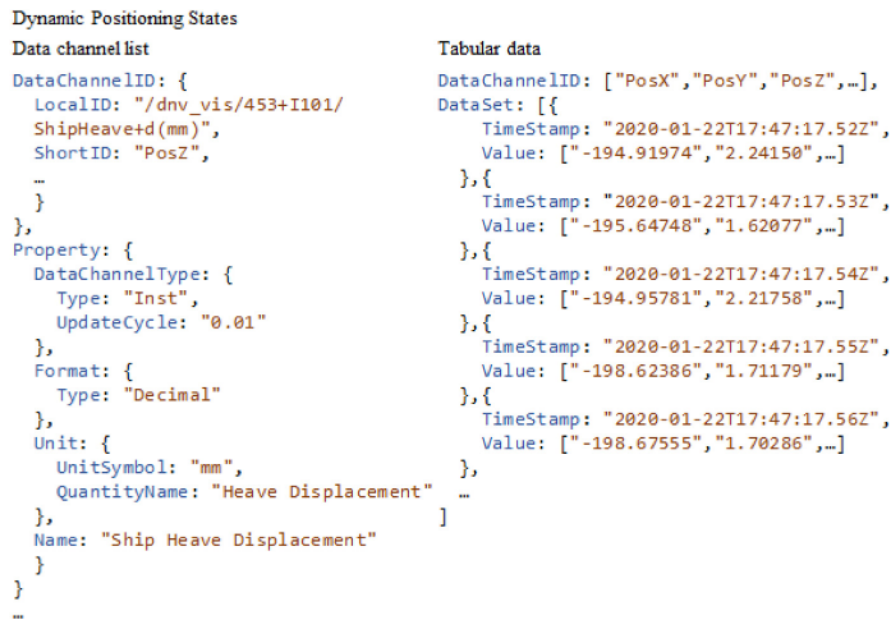 Dynamic Positioning States
Data channel list
DataChannelID: {
LocalID: "/dnv_vis/453+I101/
ShipHeave+d(mm)",
ShortID: "PosZ",
…
}
},
Property: {
DataChannelType: {
Type: "Inst",
UpdateCycle: "0.01"
},
Format: {
Type: "Decimal"
},
Unit: {
UnitSymbol: "mm",
QuantityName: "Heave Displacement"
},
Name: "Ship Heave Displacement"
}
}
…
Tabular data
DataChannelID: ["PosX","PosY","PosZ",…],
DataSet: [{
TimeStamp: "2020-01-22T17:47:17.52Z",
Value: ["-194.91974","2.24150",…]
},{
TimeStamp: "2020-01-22T17:47:17.53Z",
Value: ["-195.64748","1.62077",…]
},{
TimeStamp: "2020-01-22T17:47:17.54Z",
Value: ["-194.95781","2.21758",…]
},{
TimeStamp: "2020-01-22T17:47:17.55Z",
Value: ["-198.62386","1.71179",…]
},{
TimeStamp: "2020-01-22T17:47:17.56Z",
Value: ["-198.67555","1.70286",…]
},
…
]